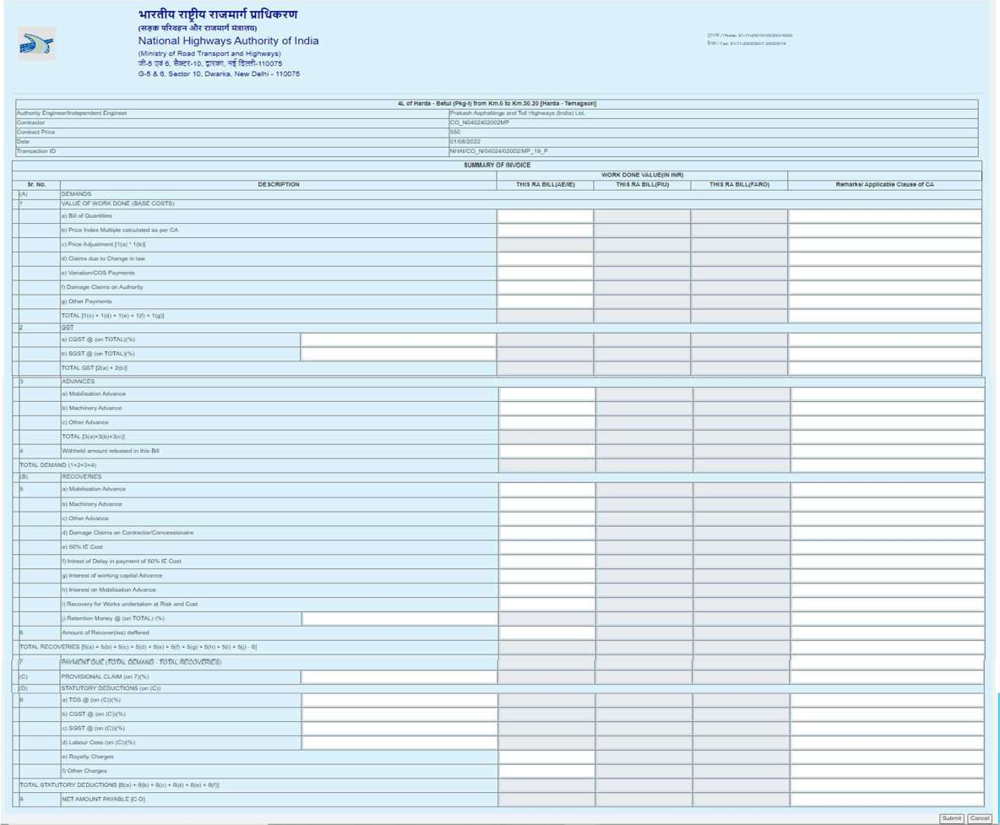 भारतीय राष्ट्रीय राजमार्ग प्राधिकरण
(सड़क परिवहन और राजमार्ग मंत्रालय)
National Highways Authority of India
(Ministry of Road Transport and Highways)
जी-5 एवं 6, सैक्टर-10, द्वारका, नई दिल्ली-110075
G-5 & 6, Sector 10, Dwarka, New Delhi - 110075
4L of Harda - Betul (Pkg-I) from Km.0 to Km.30.20 [Harda - Temagaon]
Authority Engineer/Independent Engineer Prakash Asphaltings and Toll Highways (India) Ltd.
Contractor CO_N0402402002MP
Contract Price 550
Date 01/08/2022
Transaction ID NHAI/CO_N/04024/02002/MP_19_P
SUMMARY OF INVOICE
WORK DONE VALUE(IN INR)
Sr. No. DESCRIPTION THIS RA BILL(AE/IE) THIS RA BILL(PIU) THIS RA BILL(FARO) Remarks/ Applicable Clause of CA
(A) DEMANDS
1 VALUE OF WORK DONE (BASE COSTS)
a) Bill of Quantities
b) Price Index Multiple calculated as per CA
c) Price Adjustment [1(a) * 1(b)]
d) Claims due to Change in law
e) Variation/COS Payments
f) Damage Claims on Authority
g) Other Payments
TOTAL [1(c) + 1(d) + 1(e) + 1(f) + 1(g)]
2 GST
a) CGST @ (on TOTAL)(%)
b) SGST @ (on TOTAL)(%)
TOTAL GST [2(a) + 2(b)]
3 ADVANCES
a) Mobilisation Advance
b) Machinery Advance
c) Other Advance
TOTAL [3(a)+3(b)+3(c)]
4 Withheld amount released in this Bill
TOTAL DEMAND (1+2+3+4)
(B) RECOVERIES
5 a) Mobilisation Advance
b) Machinery Advance
c) Other Advance
d) Damage Claims on Contractor/Concessionaire
e) 50% IE Cost
f) Intrest of Delay in payment of 50% IE Cost
g) Interest of working capital Advance
h) Interest on Mobilisation Advance
i) Recovery for Works undertaken at Risk and Cost
j) Retention Money @ (on TOTAL) (%)
6 Amount of Recover(ies) deffered
TOTAL RECOVERIES [5(a) + 5(b) + 5(c) + 5(d) + 5(e) + 5(f) + 5(g) + 5(h) + 5(i) + 5(j) - 6]
7 PAYMENT DUE (TOTAL DEMAND - TOTAL RECOVERIES)
(C) PROVISIONAL CLAIM (on 7)(%)
(D) STATUTORY DEDUCTIONS (on (C))
8 a) TDS @ (on (C))(%)
b) CGST @ (on (C))(%)
c) SGST @ (on (C))(%)
d) Labour Cess (on (C))(%)
e) Royalty Charges
f) Other Charges
TOTAL STATUTORY DEDUCTIONS [8(a) + 8(b) + 8(c) + 8(d) + 8(e) + 8(f)]
9 NET AMOUNT PAYABLE [C-D]
Submit Cancel